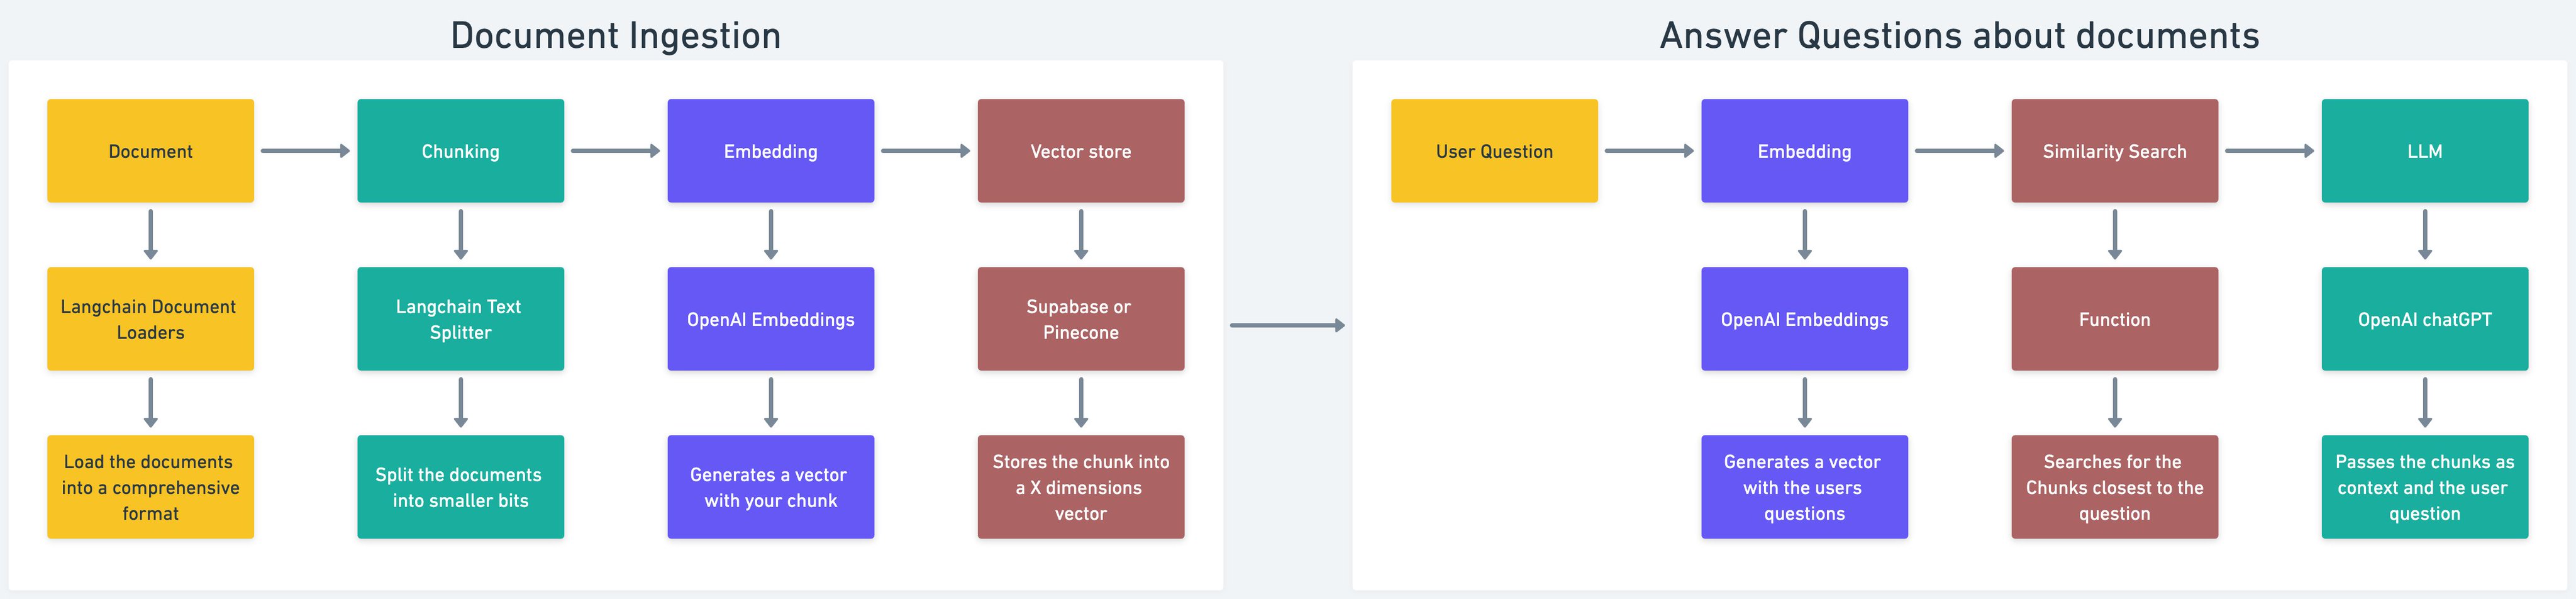 Document Ingestion
Document
Chunking
Embedding
Vector store
Langchain Document
Loaders
Langchain Text
Splitter
OpenAI Embeddings
Supabase or
Pinecone
Load the documents
into a comprehensive
format
Split the documents
into smaller bits
Generates a vector
with your chunk
Stores the chunk into
a X dimensions
vector
Answer Questions about documents
User Question
Embedding
Similarity Search
LLM
OpenAI Embeddings
Function
OpenAI chatGPT
Generates a vector
with the users
questions
Searches for the
Chunks closest to the
question
Passes the chunks as
context and the user
question